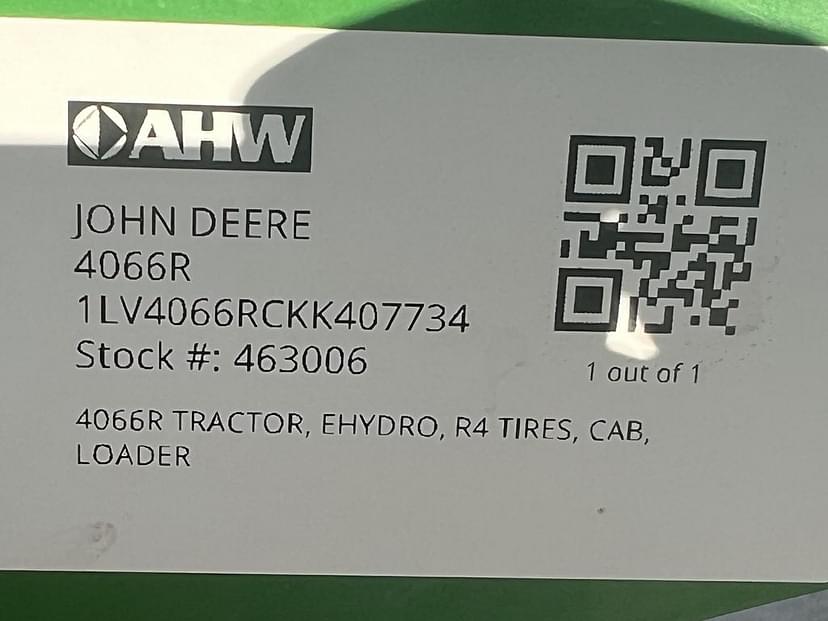 AHW
JOHN DEERE
4066R
1LV4066RCKK407734
Stock #: 463006
1 out of 1
4066R TRACTOR, EHYDRO, R4 TIRES, CAB,
LOADER